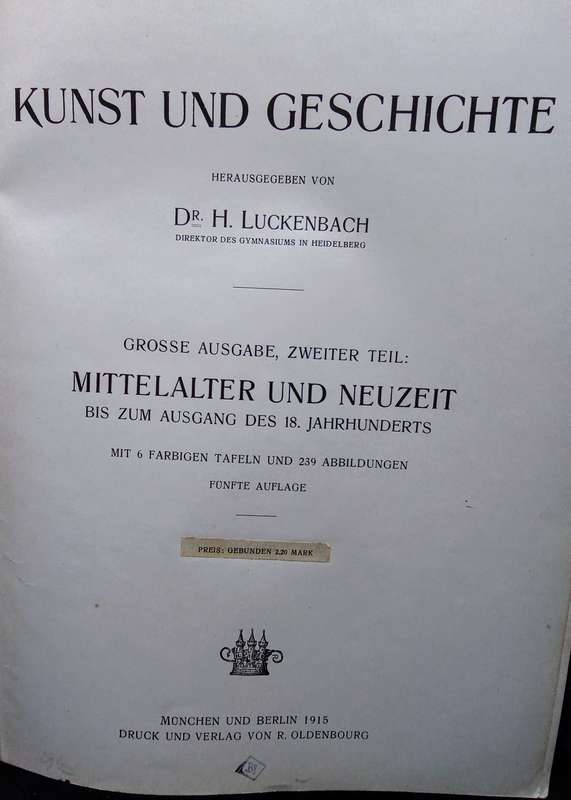 KUNST UND GESCHICHTE
HERAUSGEGEBEN VON
DR. H. LUCKENBACH
DIREKTOR DES GYMNASIUMS IN HEIDELBERG
GROSSE AUSGABE, ZWEITER TEIL:
MITTELALTER UND NEUZEIT
BIS ZUM AUSGANG DES 18. JAHRHUNDERTS
MIT 6 FARBIGEN TAFELN UND 239 ABBILDUNGEN
FÜNFTE AUFLAGE
PREIS: GEBUNDEN 2,20 MARK
MÜNCHEN UND BERLIN 1915
DRUCK UND VERLAG VON R. OLDENBOURG